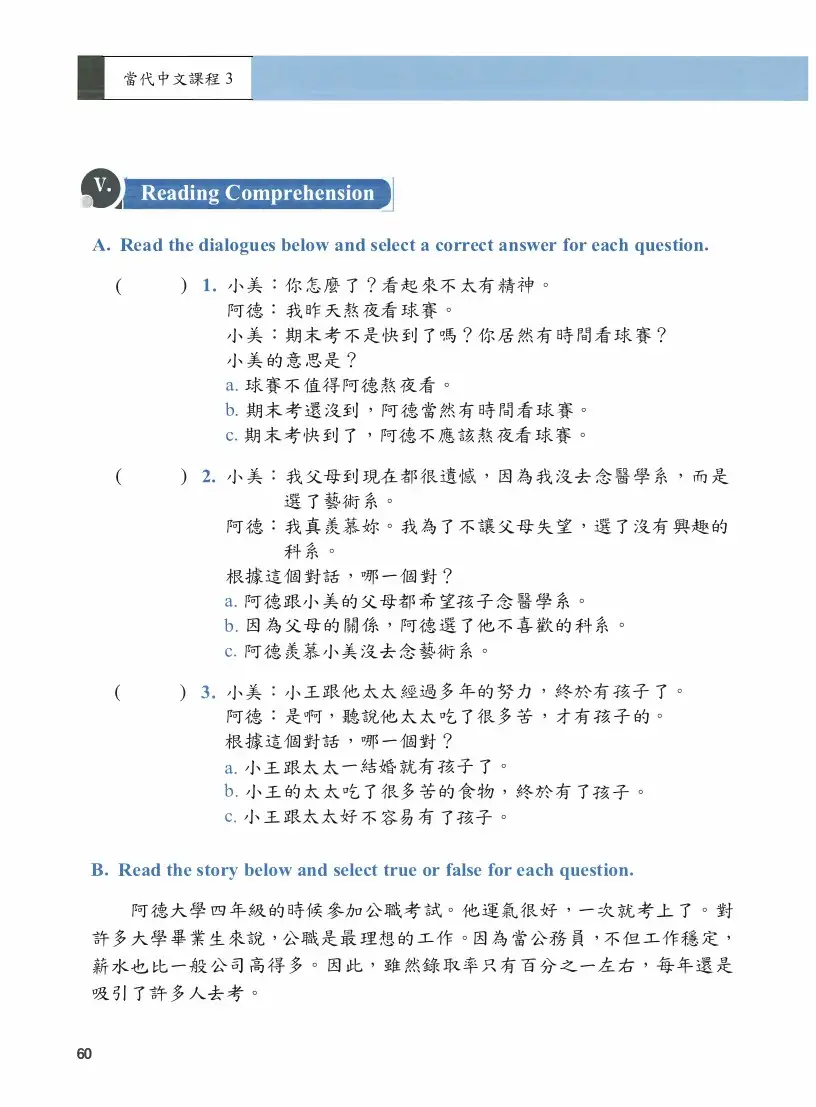 當代中文課程 3
V. Reading Comprehension
A. Read the dialogues below and select a correct answer for each question.
(　　) 1. 小美：你怎麼了？看起來不太有精神。
阿德：我昨天熬夜看球賽。
小美：期末考不是快到了嗎？你居然有時間看球賽？
小美的意思是？
a. 球賽不值得阿德熬夜看。
b. 期末考還沒到，阿德當然有時間看球賽。
c. 期末考快到了，阿德不應該熬夜看球賽。
(　　) 2. 小美：我父母到現在都很遺憾，因為我沒去念醫學系，而是
選了藝術系。
阿德：我真羨慕妳。我為了不讓父母失望，選了沒有興趣的
科系。
根據這個對話，哪一個對？
a. 阿德跟小美的父母都希望孩子念醫學系。
b. 因為父母的關係，阿德選了他不喜歡的科系。
c. 阿德羨慕小美沒去念藝術系。
(　　) 3. 小美：小王跟他太太經過多年的努力，終於有孩子了。
阿德：是啊，聽說他太太吃了很多苦，才有孩子的。
根據這個對話，哪一個對？
a. 小王跟太太一結婚就有孩子了。
b. 小王的太太吃了很多苦的食物，終於有了孩子。
c. 小王跟太太好不容易有了孩子。
B. Read the story below and select true or false for each question.
阿德大學四年級的時候參加公職考試。他運氣很好，一次就考上了。對
許多大學畢業生來說，公職是最理想的工作。因為當公務員，不但工作穩定，
薪水也比一般公司高得多。因此，雖然錄取率只有百分之一左右，每年還是
吸引了許多人去考。
60